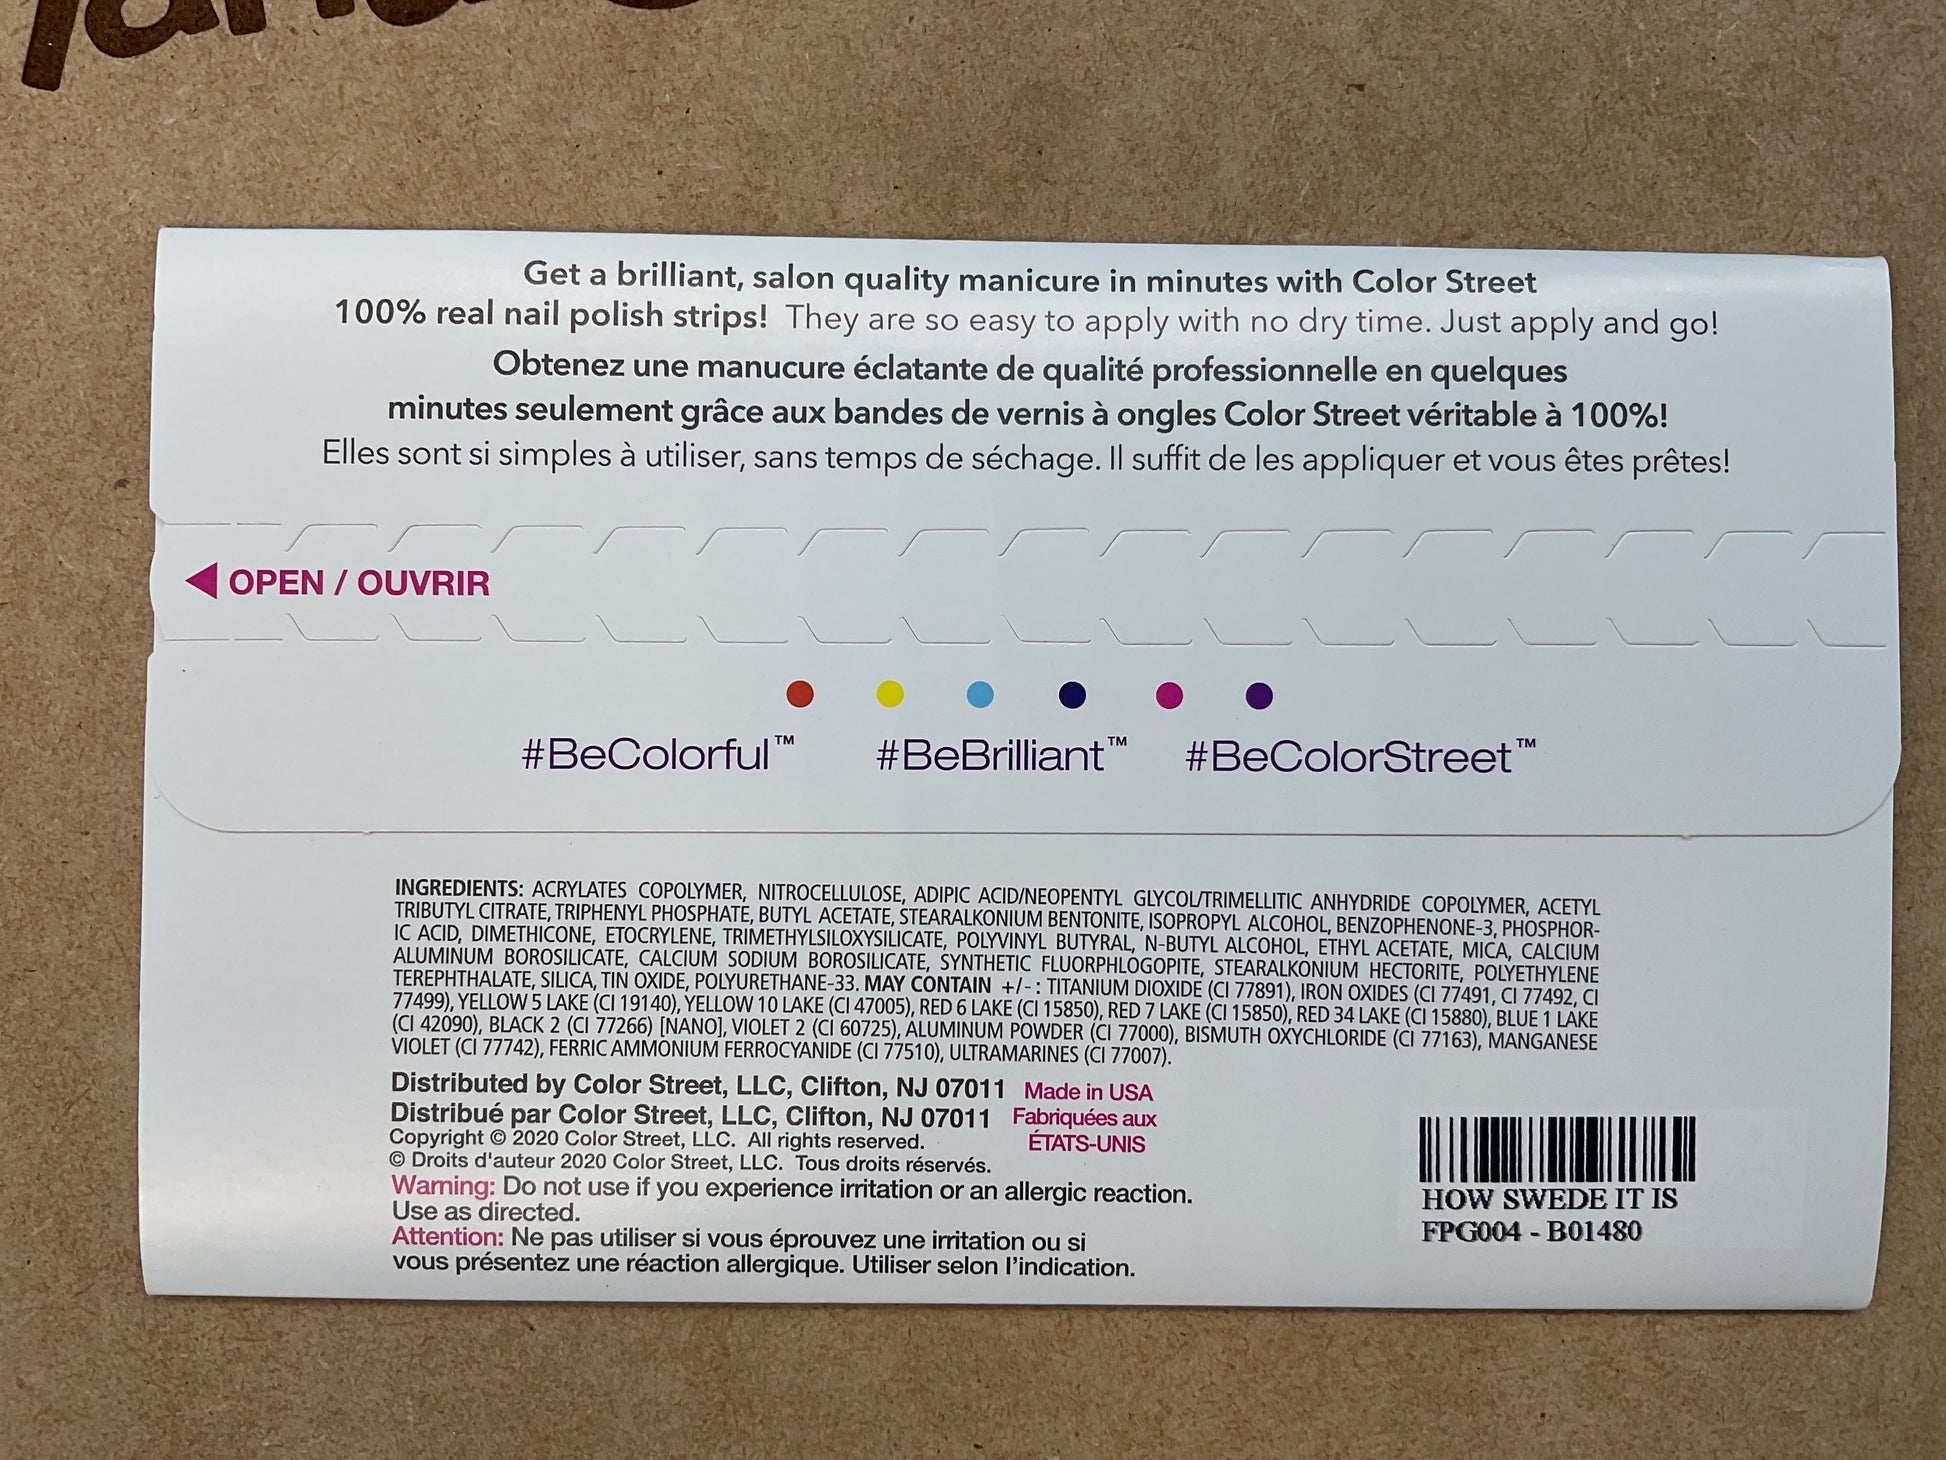 Get a brilliant, salon quality manicure in minutes with Color Street
100% real nail polish strips! They are so easy to apply with no dry time. Just apply and go!
Obtenez une manucure éclatante de qualité professionnelle en quelques
minutes seulement grâce aux bandes de vernis à ongles Color Street véritable à 100%!
Elles sont si simples à utiliser, sans temps de séchage. Il suffit de les appliquer et vous êtes prêtes!
OPEN / OUVRIR
#BeColorful™ #BeBrilliant™ #BeColorStreet™
INGREDIENTS: ACRYLATES COPOLYMER, NITROCELLULOSE, ADIPIC ACID/NEOPENTYL GLYCOL/TRIMELLITIC ANHYDRIDE COPOLYMER, ACETYL
TRIBUTYL CITRATE, TRIPHENYL PHOSPHATE, BUTYL ACETATE, STEARALKONIUM BENTONITE, ISOPROPYL ALCOHOL, BENZOPHENONE-3, PHOSPHOR-
IC ACID, DIMETHICONE, ETOCRYLENE, TRIMETHYLSILOXYSILICATE, POLYVINYL BUTYRAL, N-BUTYL ALCOHOL, ETHYL ACETATE, MICA, CALCIUM
ALUMINUM BOROSILICATE, CALCIUM SODIUM BOROSILICATE, SYNTHETIC FLUORPHLOGOPITE, STEARALKONIUM HECTORITE, POLYETHYLENE
TEREPHTHALATE, SILICA, TIN OXIDE, POLYURETHANE-33. MAY CONTAIN +/- : TITANIUM DIOXIDE (CI 77891), IRON OXIDES (CI 77491, CI 77492, CI
77499), YELLOW 5 LAKE (CI 19140), YELLOW 10 LAKE (CI 47005), RED 6 LAKE (CI 15850), RED 7 LAKE (CI 15850), RED 34 LAKE (CI 15880), BLUE 1 LAKE
(CI 42090), BLACK 2 (CI 77266) [NANO], VIOLET 2 (CI 60725), ALUMINUM POWDER (CI 77000), BISMUTH OXYCHLORIDE (CI 77163), MANGANESE
VIOLET (CI 77742), FERRIC AMMONIUM FERROCYANIDE (CI 77510), ULTRAMARINES (CI 77007).
Distributed by Color Street, LLC, Clifton, NJ 07011 Made in USA
Distribué par Color Street, LLC, Clifton, NJ 07011 Fabriquées aux
ÉTATS-UNIS
Copyright © 2020 Color Street, LLC. All rights reserved.
© Droits d'auteur 2020 Color Street, LLC. Tous droits réservés.
Warning: Do not use if you experience irritation or an allergic reaction.
Use as directed.
Attention: Ne pas utiliser si vous éprouvez une irritation ou si
vous présentez une réaction allergique. Utiliser selon l'indication.
HOW SWEDE IT IS
FPG004 - B01480